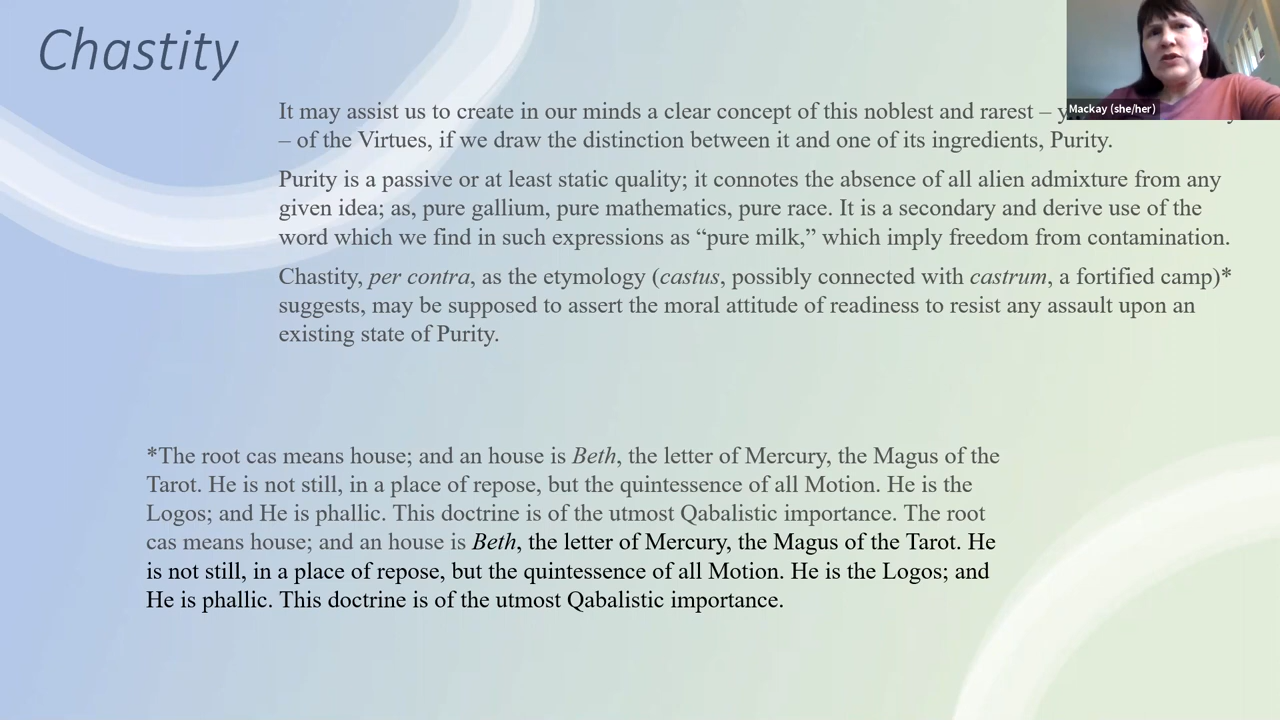 Chastity
Mackay (she/her)
It may assist us to create in our minds a clear concept of this noblest and rarest –
– of the Virtues, if we draw the distinction between it and one of its ingredients, Purity.
Purity is a passive or at least static quality; it connotes the absence of all alien admixture from any
given idea; as, pure gallium, pure mathematics, pure race. It is a secondary and derive use of the
word which we find in such expressions as “pure milk,” which imply freedom from contamination.
Chastity, per contra, as the etymology (castus, possibly connected with castrum, a fortified camp)*
suggests, may be supposed to assert the moral attitude of readiness to resist any assault upon an
existing state of Purity.
*The root cas means house; and an house is Beth, the letter of Mercury, the Magus of the
Tarot. He is not still, in a place of repose, but the quintessence of all Motion. He is the
Logos; and He is phallic. This doctrine is of the utmost Qabalistic importance. The root
cas means house; and an house is Beth, the letter of Mercury, the Magus of the Tarot. He
is not still, in a place of repose, but the quintessence of all Motion. He is the Logos; and
He is phallic. This doctrine is of the utmost Qabalistic importance.